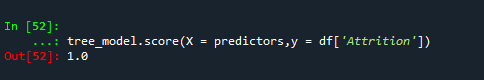 In [52]:
...: tree_model.score(X = predictors,y = df['Attrition'])
Out[52]: 1.0